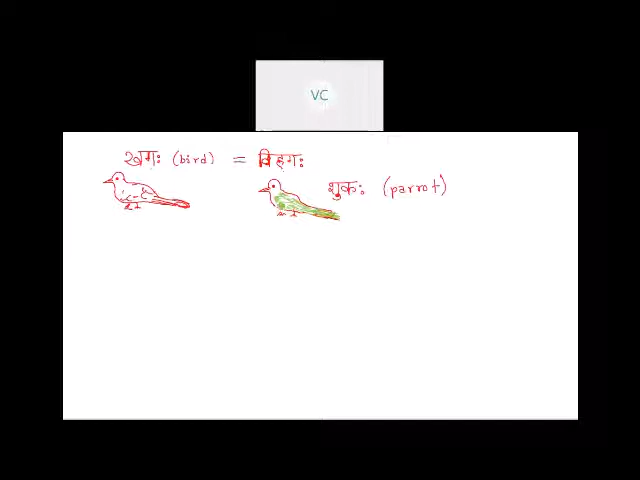 VC
खगः (bird) = विहगः
शुकः (parrot)